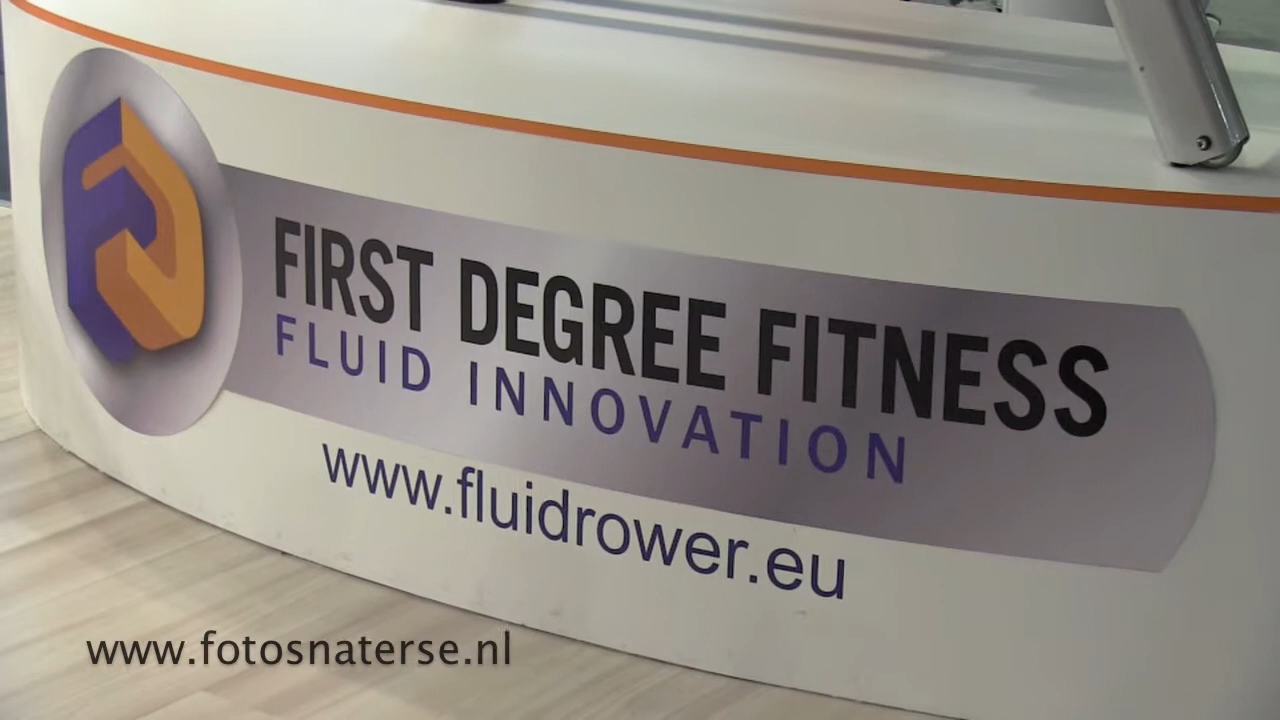 FIRST DEGREE FITNESS
FLUID INNOVATION
www.fluidrower.eu
www.fotosnaterse.nl